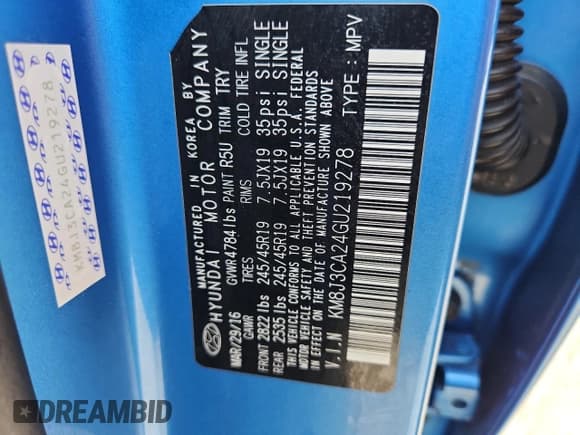 MANUFACTURED IN KOREA BY
HYUNDAI MOTOR COMPANY
MAR/29/16 GVWR 4784 lbs PAINT R5U TRIM TRY
GAWR TIRES RIMS COLD TIRE INFL
FRONT 2822 lbs 245/45R19 7.5JX19 35psi SINGLE
REAR 2535 lbs 245/45R19 7.5JX19 35psi SINGLE
THIS VEHICLE CONFORMS TO ALL APPLICABLE U.S.A. FEDERAL
MOTOR VEHICLE SAFETY AND THEFT PREVENTION STANDARDS
IN EFFECT ON THE DATE OF MANUFACTURE SHOWN ABOVE
V.I.N KM8J3CA24GU219278 TYPE: MPV
KM8J3CA24GU219278
DREAMBID